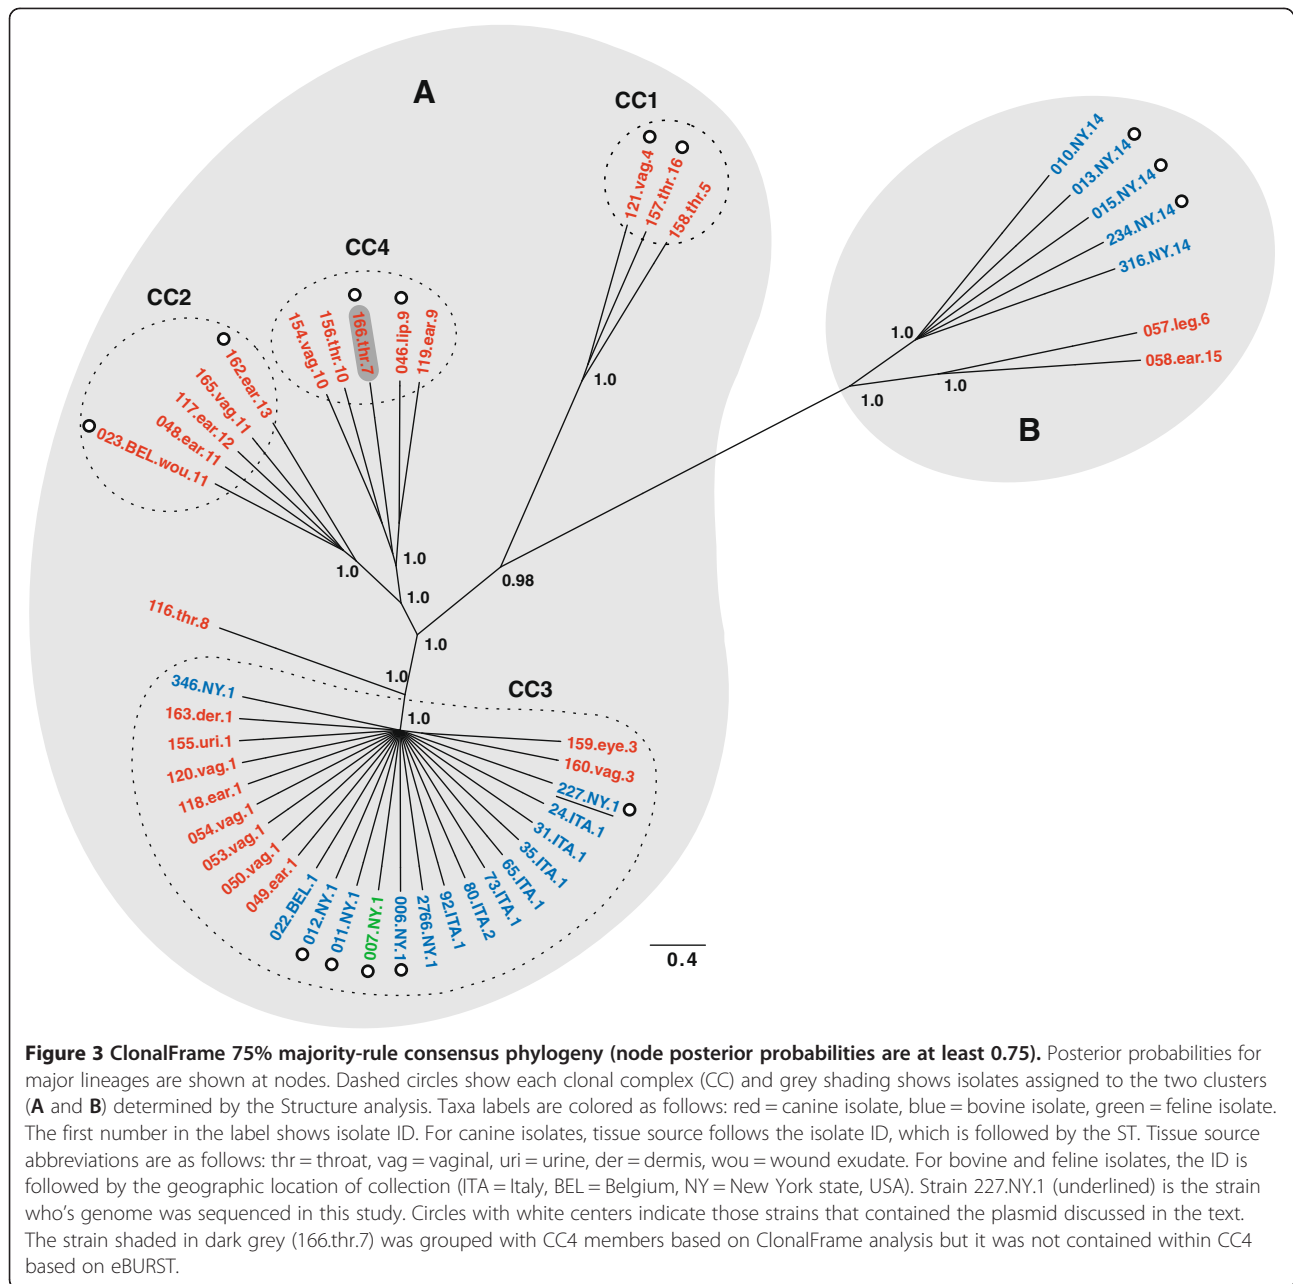 A
CC1
121.vag.4
157.thr.16
158.thr.5
010.NY.14
013.NY.14
015.NY.14
234.NY.14
316.NY.14
057.leg.6
058.ear.15
1.0
1.0
1.0
B
CC4
154.vag.10
156.thr.10
166.thr.7
046.lip.9
119.ear.9
CC2
162.ear.13
165.vag.11
117.ear.12
048.ear.11
023.BEL.wou.11
1.0
1.0
1.0
1.0
0.98
1.0
116.thr.8
1.0
1.0
CC3
346.NY.1
163.der.1
155.uri.1
120.vag.1
118.ear.1
054.vag.1
053.vag.1
050.vag.1
049.ear.1
022.BEL.1
012.NY.1
011.NY.1
007.NY.1
006.NY.1
2766.NY.1
92.ITA.1
80.ITA.2
73.ITA.1
65.ITA.1
35.ITA.1
31.ITA.1
24.ITA.1
227.NY.1
160.vag.3
159.eye.3
0.4
Figure 3 ClonalFrame 75% majority-rule consensus phylogeny (node posterior probabilities are at least 0.75). Posterior probabilities for
major lineages are shown at nodes. Dashed circles show each clonal complex (CC) and grey shading shows isolates assigned to the two clusters
(A and B) determined by the Structure analysis. Taxa labels are colored as follows: red = canine isolate, blue = bovine isolate, green = feline isolate.
The first number in the label shows isolate ID. For canine isolates, tissue source follows the isolate ID, which is followed by the ST. Tissue source
abbreviations are as follows: thr = throat, vag = vaginal, uri = urine, der = dermis, wou = wound exudate. For bovine and feline isolates, the ID is
followed by the geographic location of collection (ITA = Italy, BEL = Belgium, NY = New York state, USA). Strain 227.NY.1 (underlined) is the strain
who's genome was sequenced in this study. Circles with white centers indicate those strains that contained the plasmid discussed in the text.
The strain shaded in dark grey (166.thr.7) was grouped with CC4 members based on ClonalFrame analysis but it was not contained within CC4
based on eBURST.